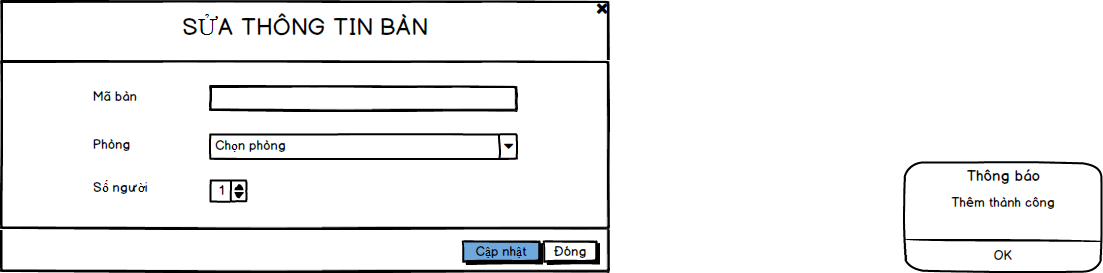 SỬA THÔNG TIN BÀN
Mã bàn
Phòng
Chọn phòng
Số người
1
Cập nhật
Đóng
Thông báo
Thêm thành công
OK